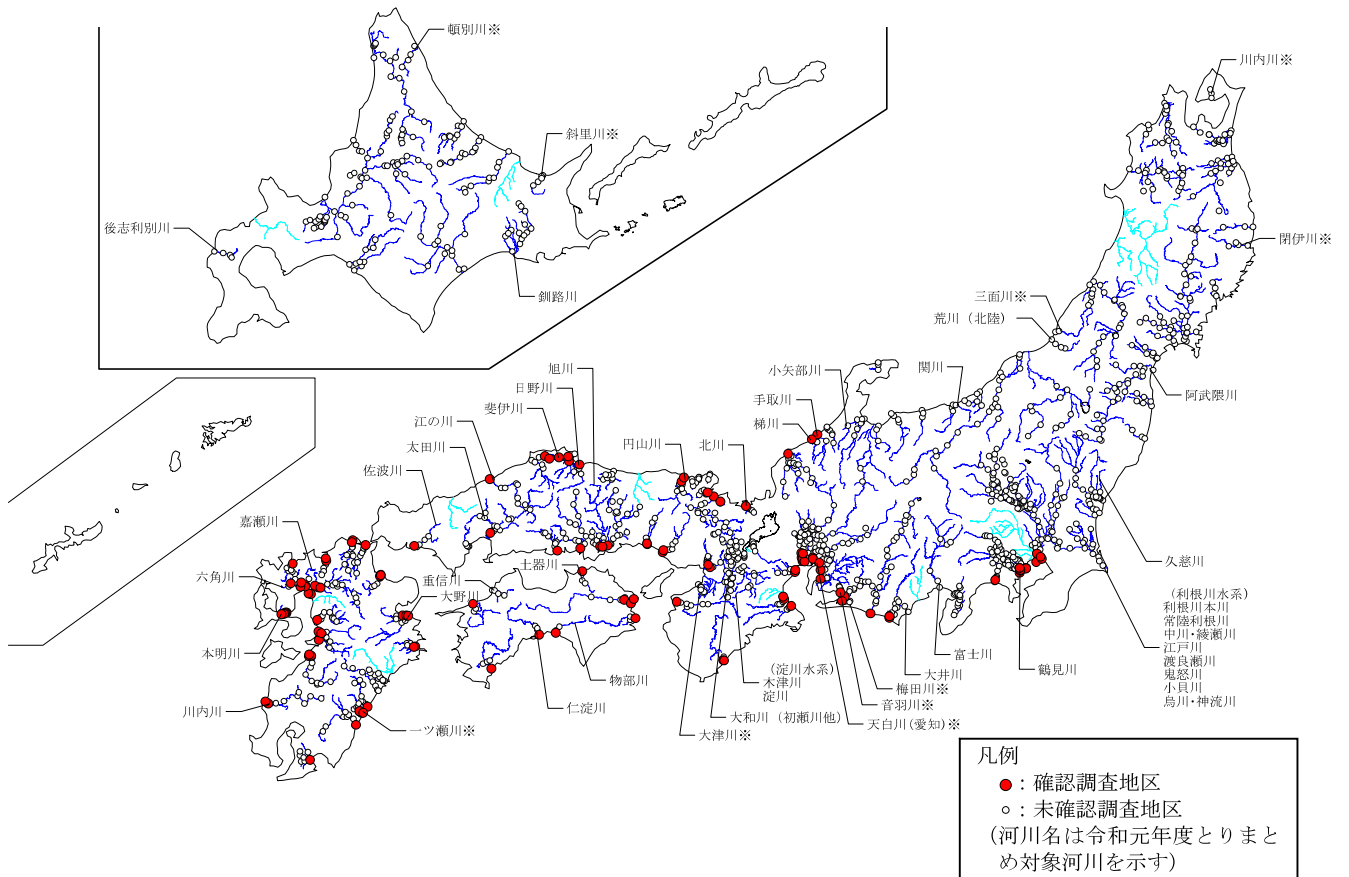 頓別川※
川内川※
斜里川※
後志利別川
釧路川
閉伊川※
三面川※
荒川（北陸）
阿武隈川
関川
小矢部川
手取川
梯川
旭川
日野川
斐伊川
江の川
太田川
佐波川
円山川
北川
嘉瀬川
六角川
重信川
大野川
土器川
本明川
川内川
一ツ瀬川※
物部川
仁淀川
（淀川水系）
木津川
淀川
大和川（初瀬川他）
大津川※
天白川(愛知)※
音羽川※
梅田川※
大井川
富士川
鶴見川
久慈川
（利根川水系）
利根川本川
常陸利根川
中川・綾瀬川
江戸川
渡良瀬川
鬼怒川
小貝川
烏川・神流川
凡例
●：確認調査地区
○：未確認調査地区
（河川名は令和元年度とりまと
め対象河川を示す）